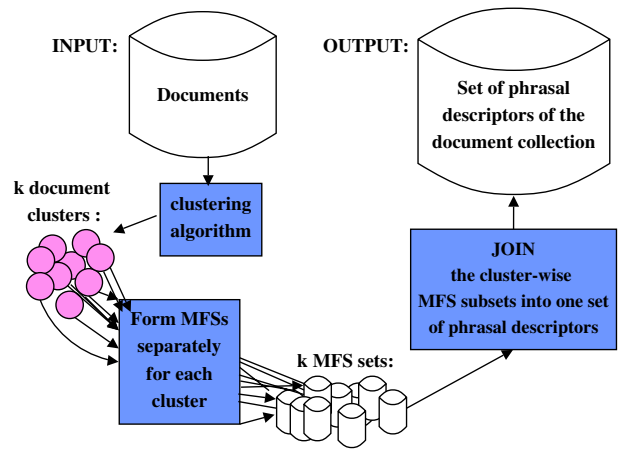 INPUT:
Documents
OUTPUT:
Set of phrasal
descriptors of the
document collection
k document
clusters :
clustering
algorithm
Form MFSs
separately
for each
cluster
k MFS sets:
JOIN
the cluster-wise
MFS subsets into one set
of phrasal descriptors